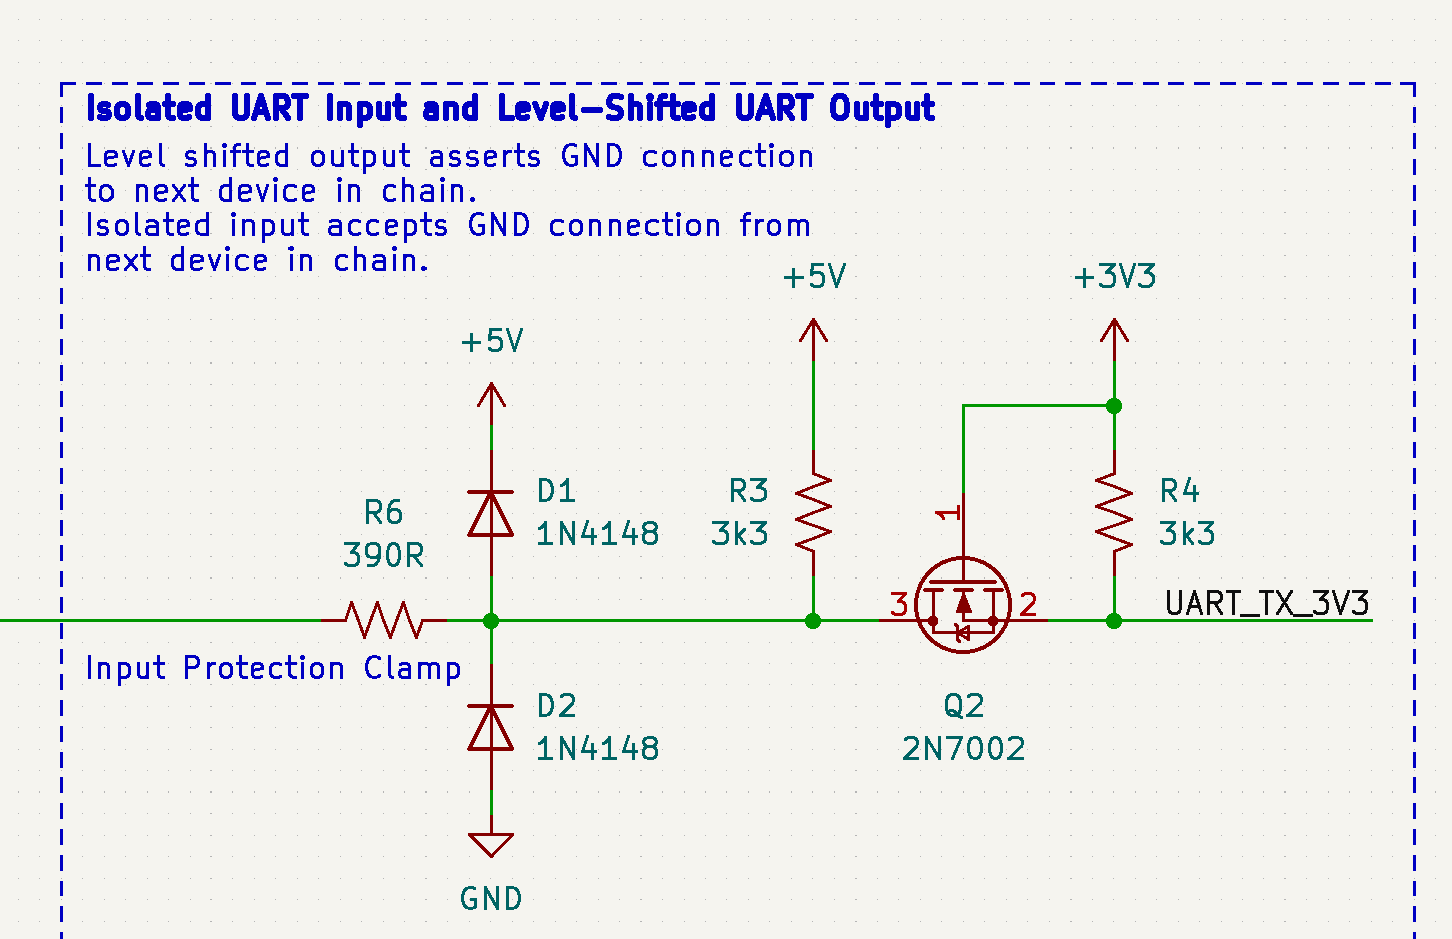 Isolated UART Input and Level-Shifted UART Output
Level shifted output asserts GND connection
to next device in chain.
Isolated input accepts GND connection from
next device in chain.
+5V
+3V3
+5V
R6
390R
D1
1N4148
R3
3k3
1
R4
3k3
3
2
UART_TX_3V3
Input Protection Clamp
D2
1N4148
Q2
2N7002
GND